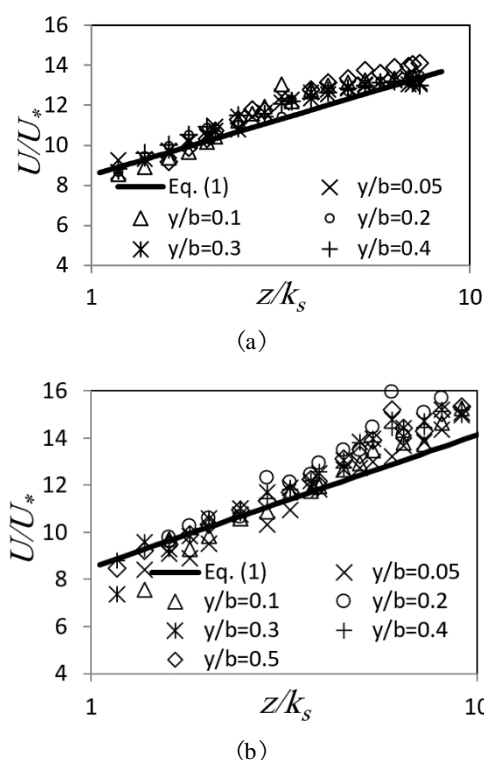 (a)
16
14
12
10
8
6
4
U/U*
Eq. (1) y/b=0.05
y/b=0.1 y/b=0.2
y/b=0.3 y/b=0.4
1 z/ks 10
(a)
16
14
12
10
8
6
4
U/U*
Eq. (1) y/b=0.05
y/b=0.1 y/b=0.2
y/b=0.3 y/b=0.4
y/b=0.5
1 z/ks 10
(b)